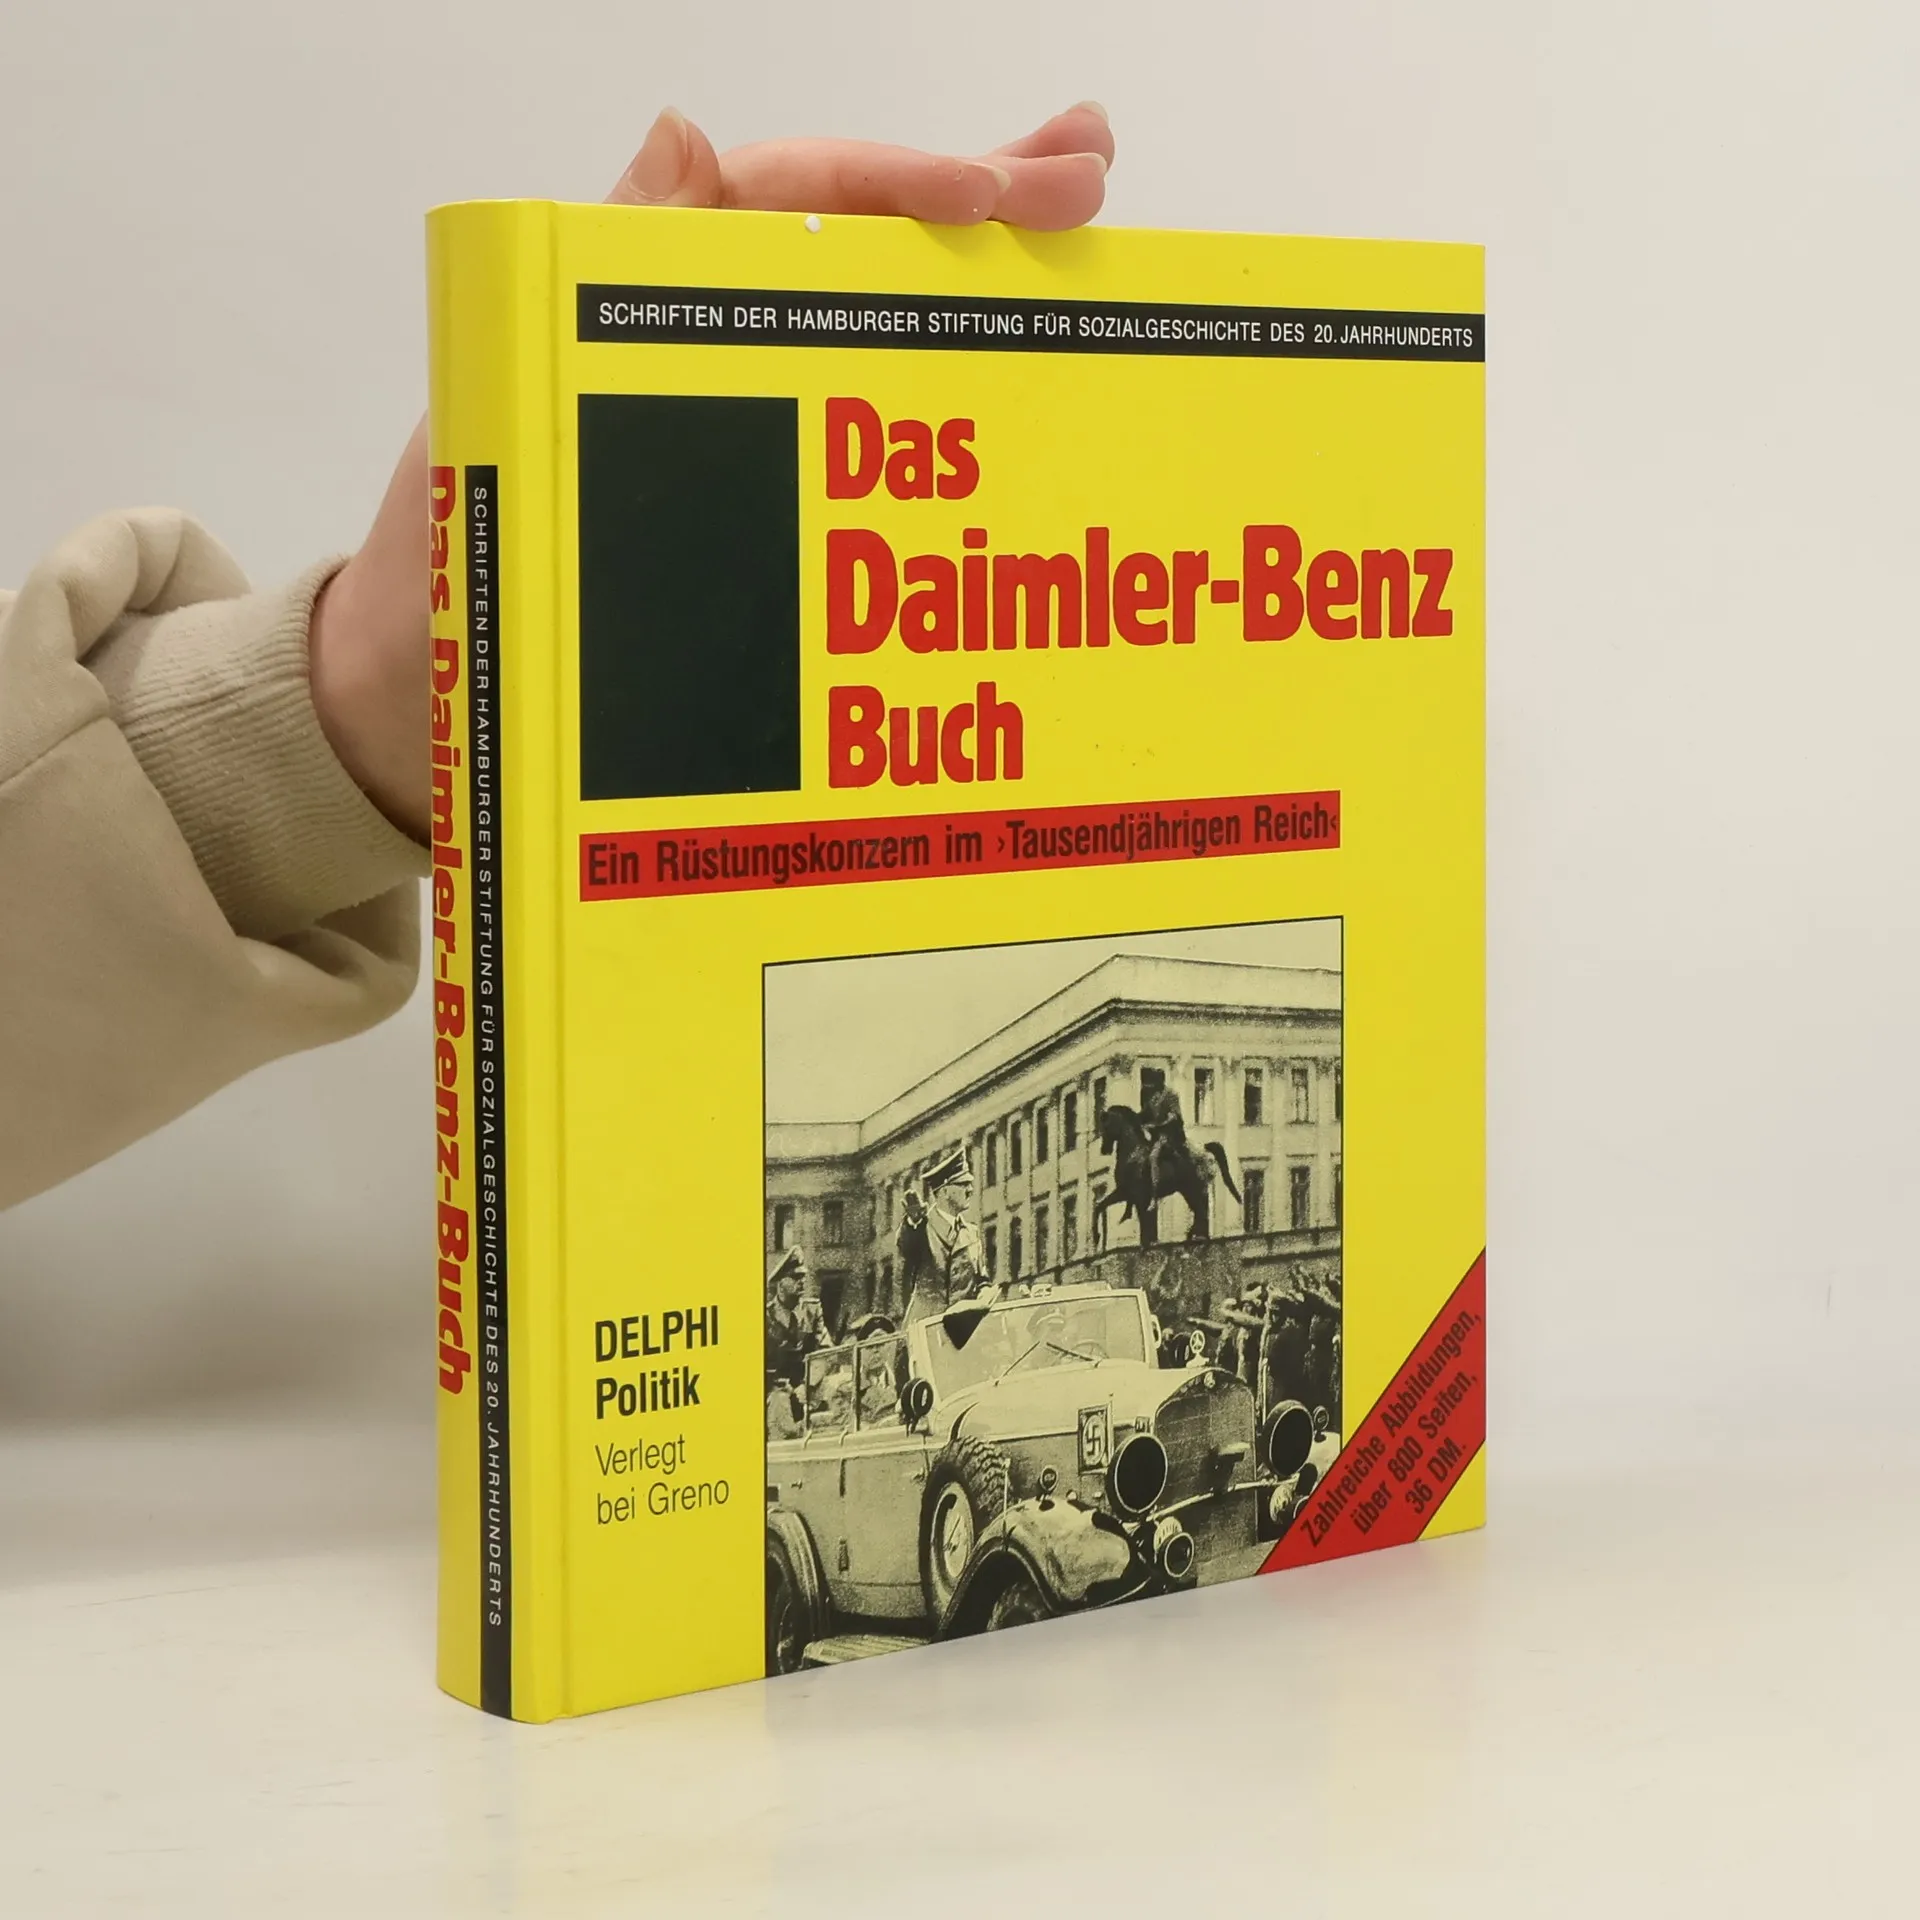 SCHRIFTEN DER HAMBURGER STIFTUNG FÜR SOZIALGESCHICHTE DES 20. JAHRHUNDERTS
Das
Daimler-Benz
Buch
Ein Rüstungskonzern im ›Tausendjährigen Reich‹
DELPHI
Politik
Verlegt
bei Greno
Zahlreiche Abbildungen,
über 800 Seiten,
36 DM.
Das Daimler-Benz-Buch
SCHRIFTEN DER HAMBURGER STIFTUNG FÜR SOZIALGESCHICHTE DES 20. JAHRHUNDERTS